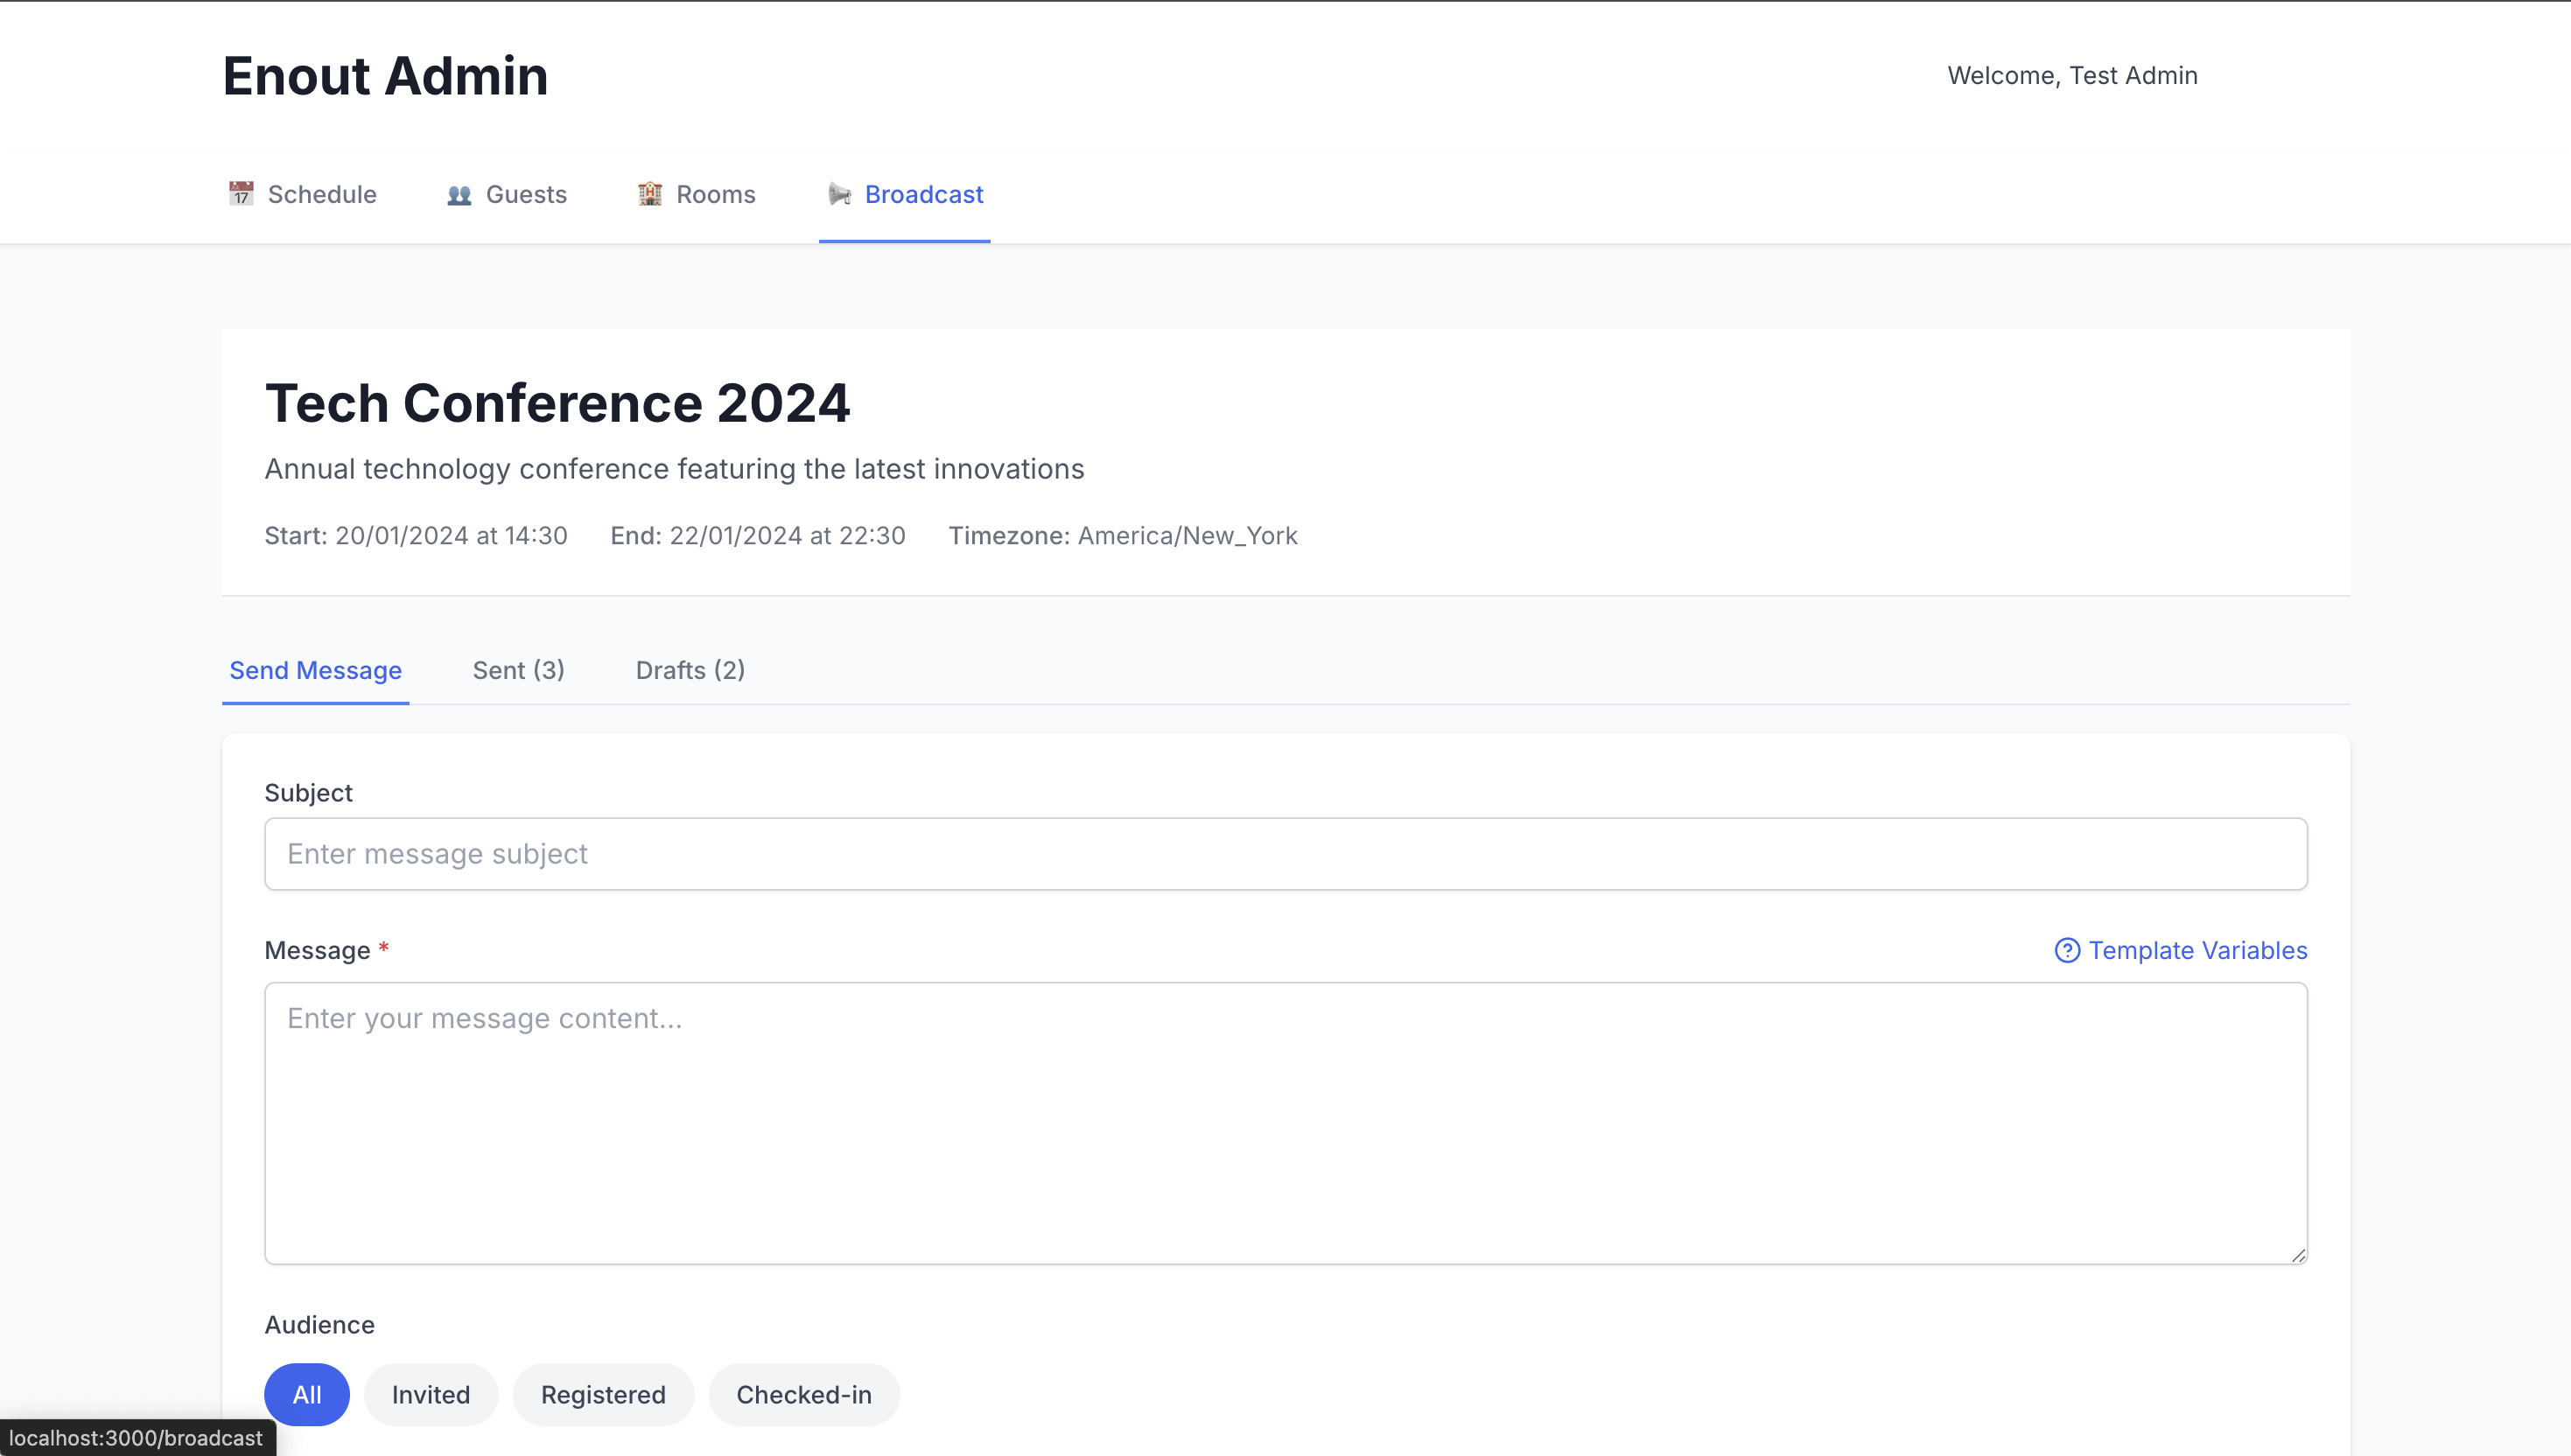 Enout Admin
Welcome, Test Admin
17 Schedule
Guests
H Rooms
Broadcast
Tech Conference 2024
Annual technology conference featuring the latest innovations
Start: 20/01/2024 at 14:30 End: 22/01/2024 at 22:30 Timezone: America/New_York
Send Message Sent (3) Drafts (2)
Subject
Enter message subject
Message *
? Template Variables
Enter your message content...
Audience
All Invited Registered Checked-in
localhost:3000/broadcast